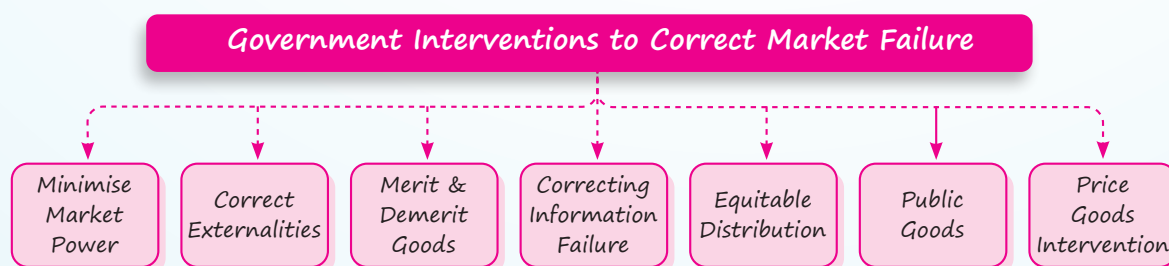 Government Interventions to Correct Market Failure
Minimise
Market
Power
Correct
Externalities
Merit &
Demerit
Goods
Correcting
Information
Failure
Equitable
Distribution
Public
Goods
Price
Goods
Intervention